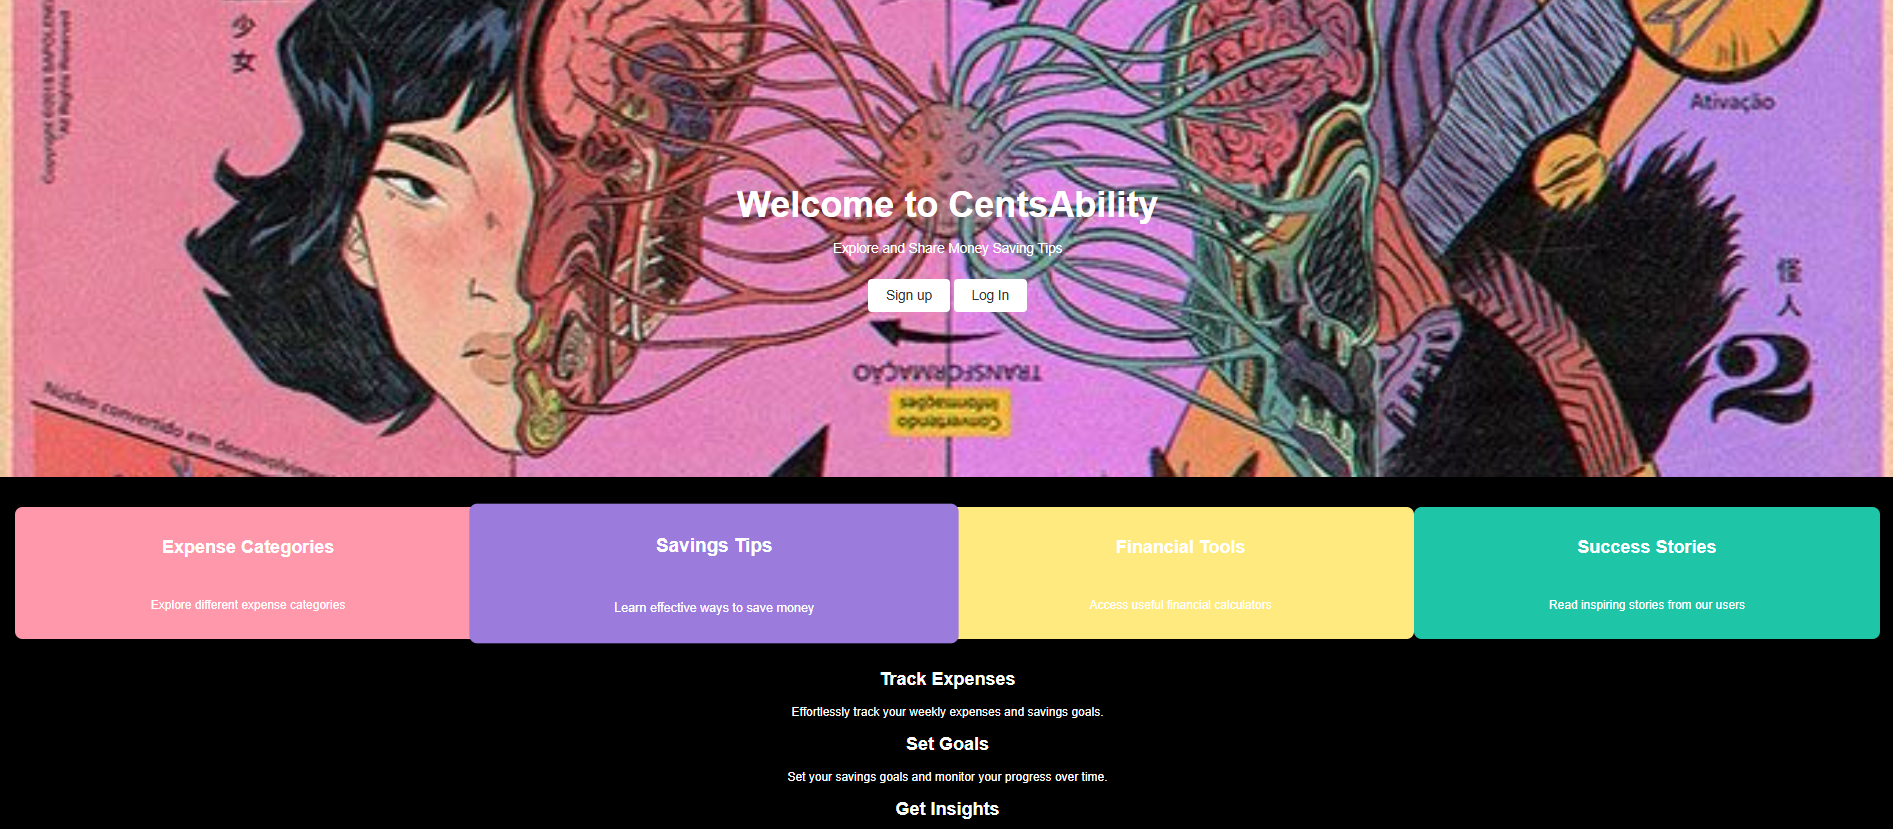 Copyright ©2018 SNPOLENE
All Rights Reserved
少
女
Ativação
Welcome to CentsAbility
Explore and Share Money Saving Tips
Sign up
Log In
怪
人
2
TRANSFORMAÇÃO
Convertendo
informações
Núcleo convertido em desenvolvime
Expense Categories
Explore different expense categories
Savings Tips
Learn effective ways to save money
Financial Tools
Access useful financial calculators
Success Stories
Read inspiring stories from our users
Track Expenses
Effortlessly track your weekly expenses and savings goals.
Set Goals
Set your savings goals and monitor your progress over time.
Get Insights